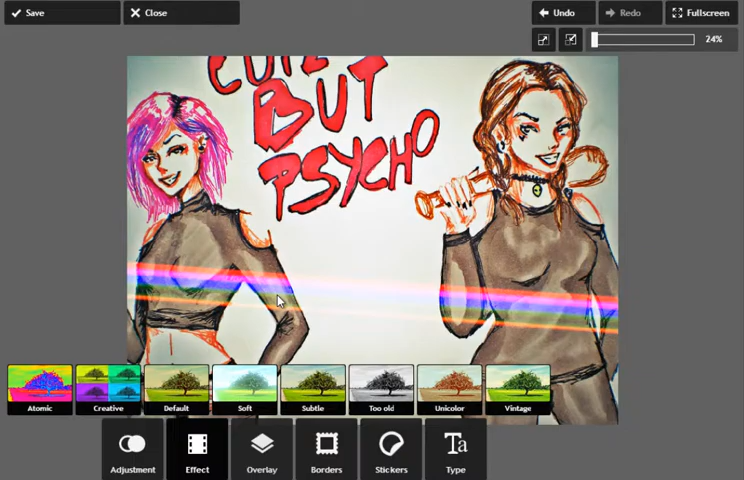 Save
Close
Undo
Redo
Fullscreen
24%
CUTE
BUT
PSYCHO
Atomic
Creative
Default
Soft
Subtle
Too old
Unicolor
Vintage
Adjustment
Effect
Overlay
Borders
Stickers
Type
Ta